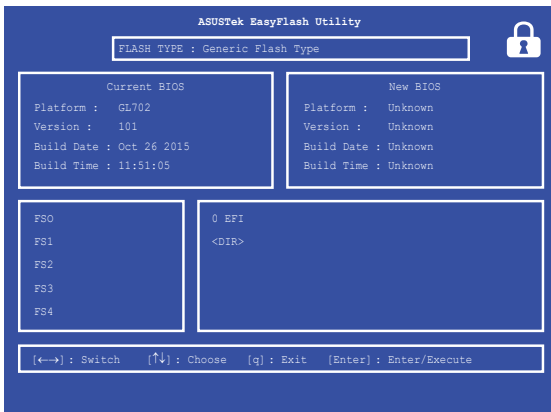 ASUSTek EasyFlash Utility
FLASH TYPE : Generic Flash Type
Current BIOS
Platform : GL702
Version : 101
Build Date : Oct 26 2015
Build Time : 11:51:05
New BIOS
Platform : Unknown
Version : Unknown
Build Date : Unknown
Build Time : Unknown
FSO
FS1
FS2
FS3
FS4
0 EFI
<DIR>
[←→] : Switch [↑↓] : Choose [q] : Exit [Enter] : Enter/Execute